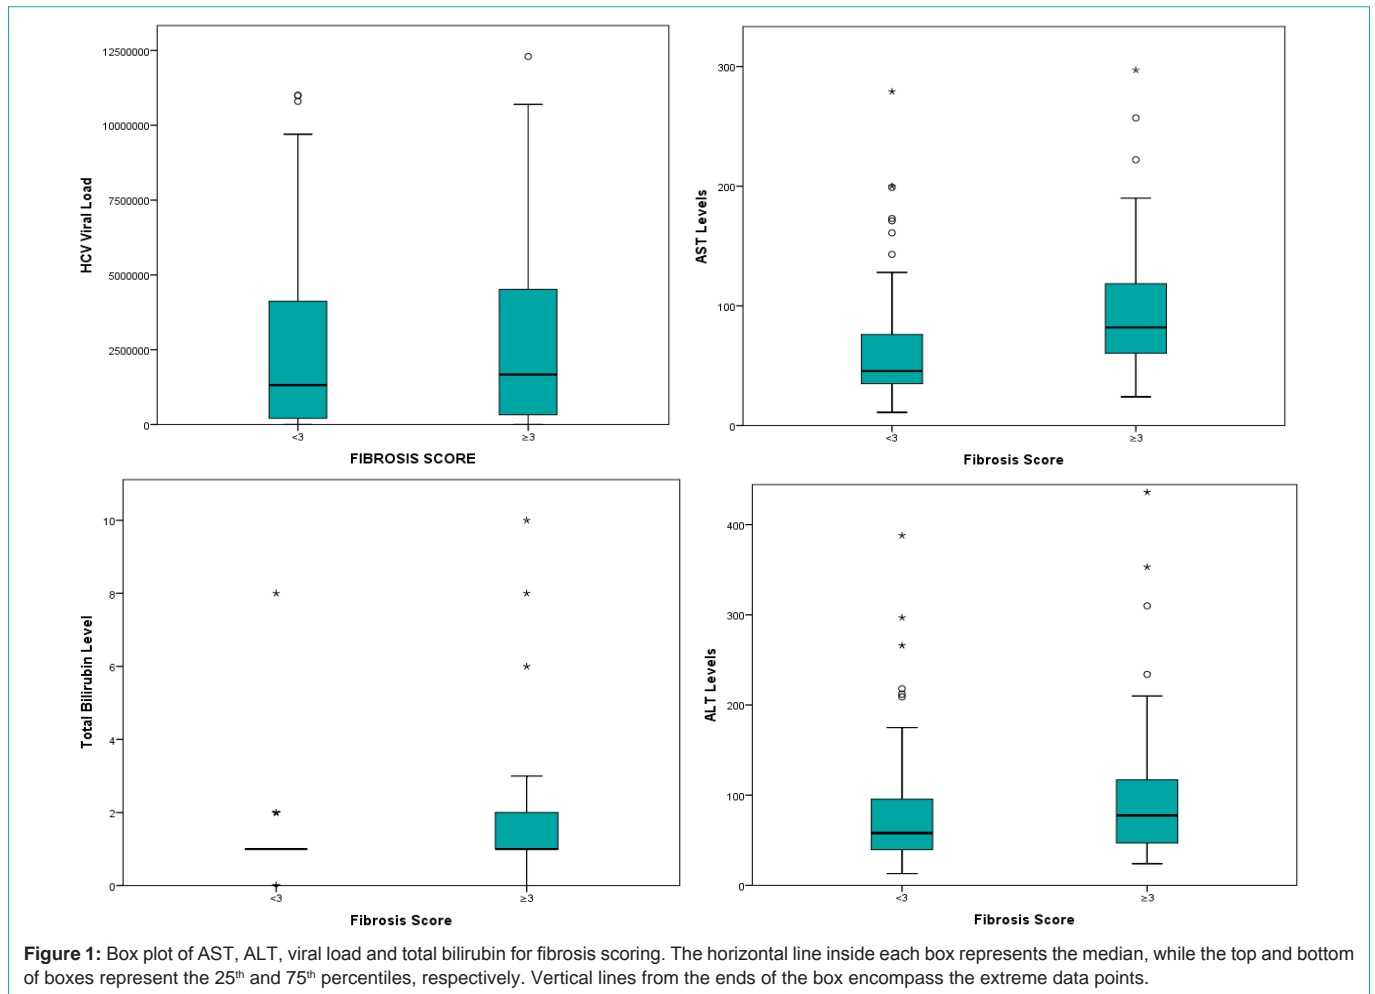 12500000
10000000
7500000
5000000
2500000
0
HCV Viral Load
<3
≥3
FIBROSIS SCORE
300
200
100
0
AST Levels
<3
≥3
Fibrosis Score
10
8
6
4
2
0
Total Bilirubin Level
<3
≥3
Fibrosis Score
400
300
200
100
0
ALT Levels
<3
≥3
Fibrosis Score
Figure 1: Box plot of AST, ALT, viral load and total bilirubin for fibrosis scoring. The horizontal line inside each box represents the median, while the top and bottom
of boxes represent the 25th and 75th percentiles, respectively. Vertical lines from the ends of the box encompass the extreme data points.